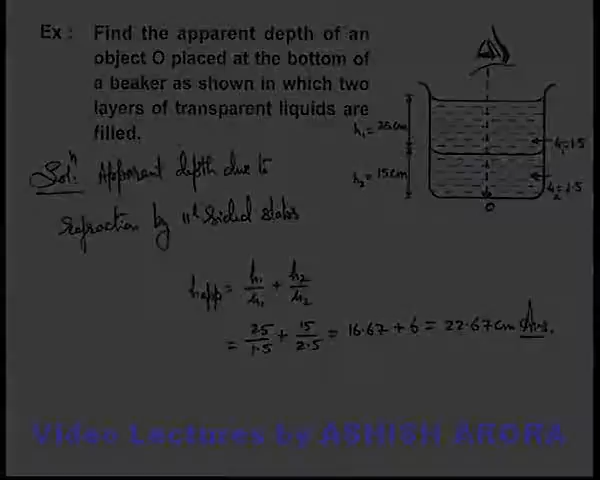 Ex : Find the apparent depth of an
object O placed at the bottom of
a beaker as shown in which two
layers of transparent liquids are
filled.
h₁=25cm
μ₁=1.5
h₂=15cm
μ₂=2.5
O
Solⁿ: Apparent depth due to
refraction by 11el sided slabs
happ = h₁/μ₁ + h₂/μ₂
= 25/1.5 + 15/2.5 = 16.67 + 6 = 22.67 cm Ans.
Video Lectures by ASHISH ARORA